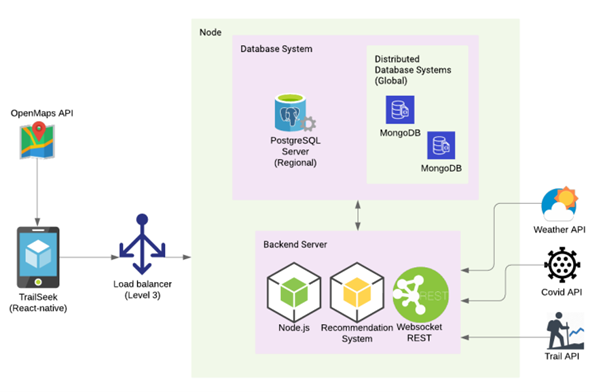 Node
Database System
Distributed
Database Systems
(Global)
OpenMaps API
PostgreSQL
Server
(Regional)
MongoDB
MongoDB
TrailSeek
(React-native)
Load balancer
(Level 3)
Backend Server
REST
Node.js
Recommendation
System
Websocket
REST
Weather API
Covid API
Trail API